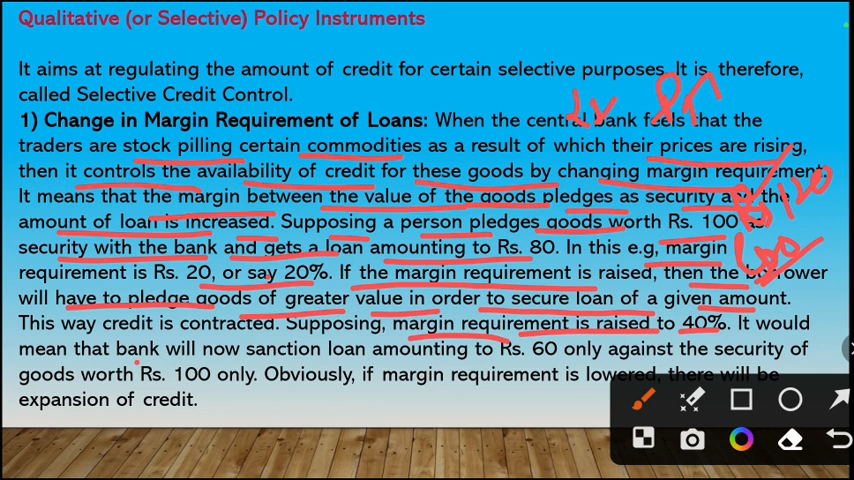 Qualitative (or Selective) Policy Instruments
It aims at regulating the amount of credit for certain selective purposes. It is therefore,
called Selective Credit Control.
1) Change in Margin Requirement of Loans: When the central bank feels that the
traders are stock pilling certain commodities as a result of which their prices are rising,
then it controls the availability of credit for these goods by changing margin requirement.
It means that the margin between the value of the goods pledges as security and the
amount of loan is increased. Supposing a person pledges goods worth Rs. 100 as
security with the bank and gets a loan amounting to Rs. 80. In this e.g, margin
requirement is Rs. 20, or say 20%. If the margin requirement is raised, then the borrower
will have to pledge goods of greater value in order to secure loan of a given amount.
This way credit is contracted. Supposing, margin requirement is raised to 40%. It would
mean that bank will now sanction loan amounting to Rs. 60 only against the security of
goods worth Rs. 100 only. Obviously, if margin requirement is lowered, there will be
expansion of credit.